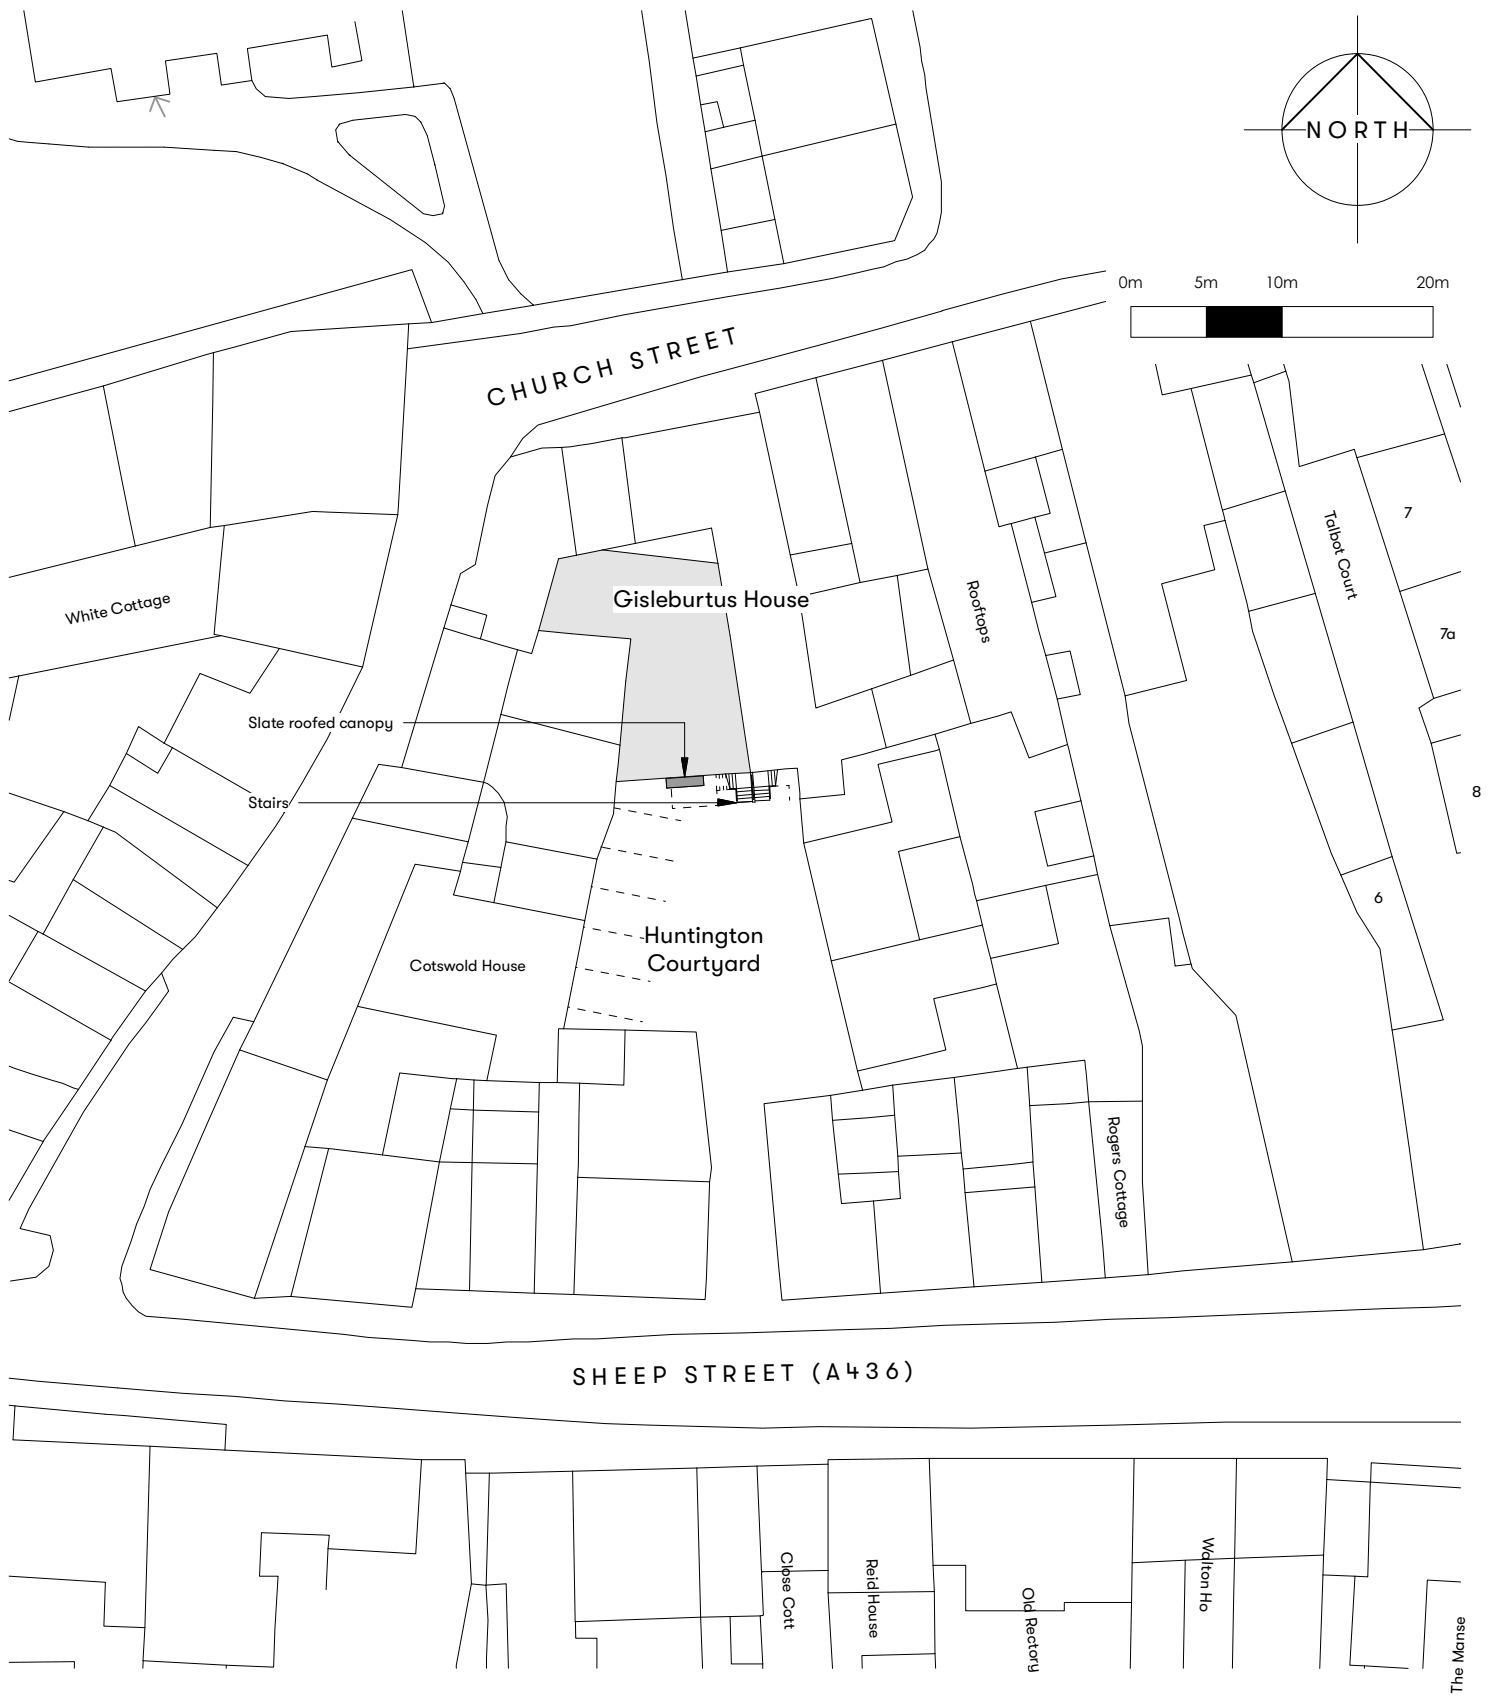 NORTH
0m 5m 10m 20m
CHURCH STREET
7
Talbot Court
White Cottage
Gisleburtus House
Rooftops
7a
Slate roofed canopy
Stairs
8
6
Huntington
Courtyard
Cotswold House
Rogers Cottage
SHEEP STREET (A436)
Close Cott
Reid House
Old Rectory
Walton Ho
The Manse